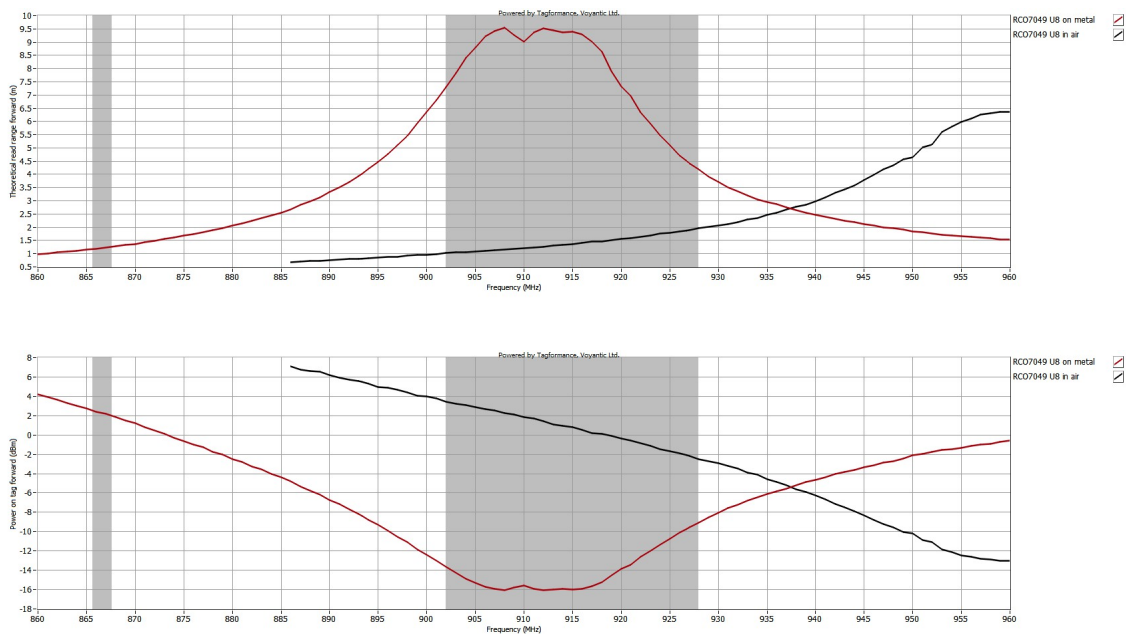 Powered by Tagformance, Voyantic Ltd.
RCO7049 U8 on metal
RCO7049 U8 in air
Theoretical read range forward (m)
10
9.5
9
8.5
8
7.5
7
6.5
6
5.5
5
4.5
4
3.5
3
2.5
2
1.5
1
0.5
860 865 870 875 880 885 890 895 900 905 910 915 920 925 930 935 940 945 950 955 960
Frequency (MHz)
Powered by Tagformance, Voyantic Ltd.
RCO7049 U8 on metal
RCO7049 U8 in air
Power on tag forward (dBm)
8
6
4
2
0
-2
-4
-6
-8
-10
-12
-14
-16
-18
860 865 870 875 880 885 890 895 900 905 910 915 920 925 930 935 940 945 950 955 960
Frequency (MHz)